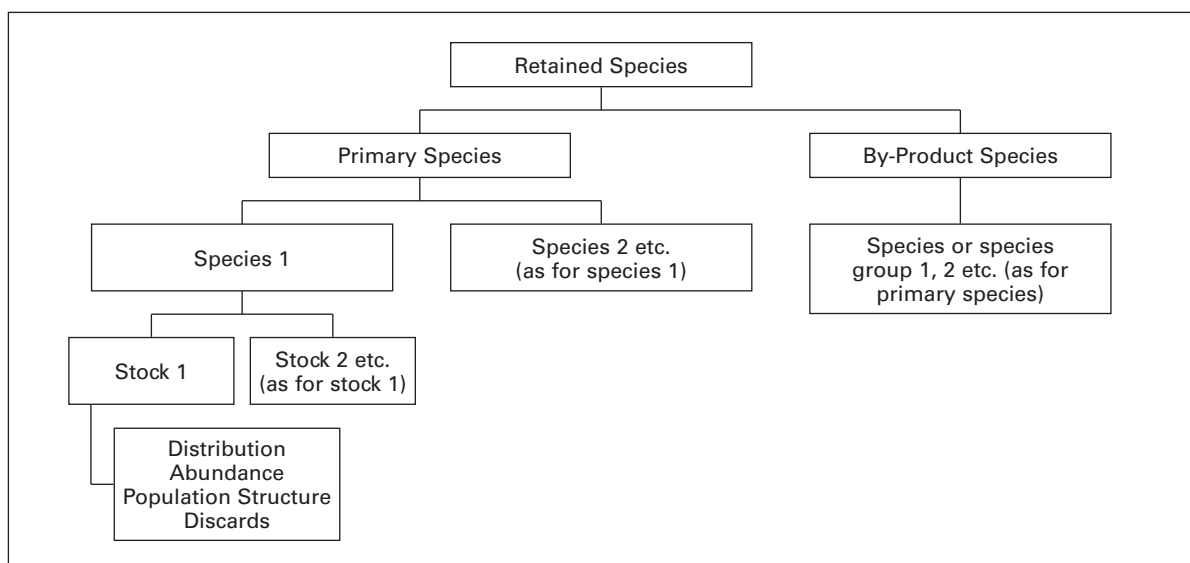 Retained Species
Primary Species
By-Product Species
Species 1
Species 2 etc.
(as for species 1)
Species or species
group 1, 2 etc. (as for
primary species)
Stock 1
Stock 2 etc.
(as for stock 1)
Distribution
Abundance
Population Structure
Discards